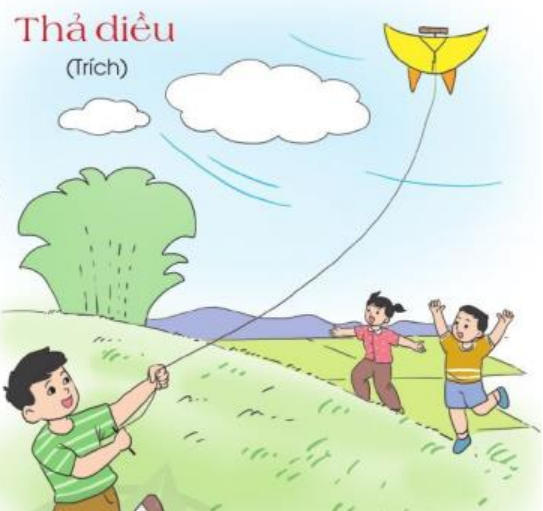 Thả diều
(Trích)